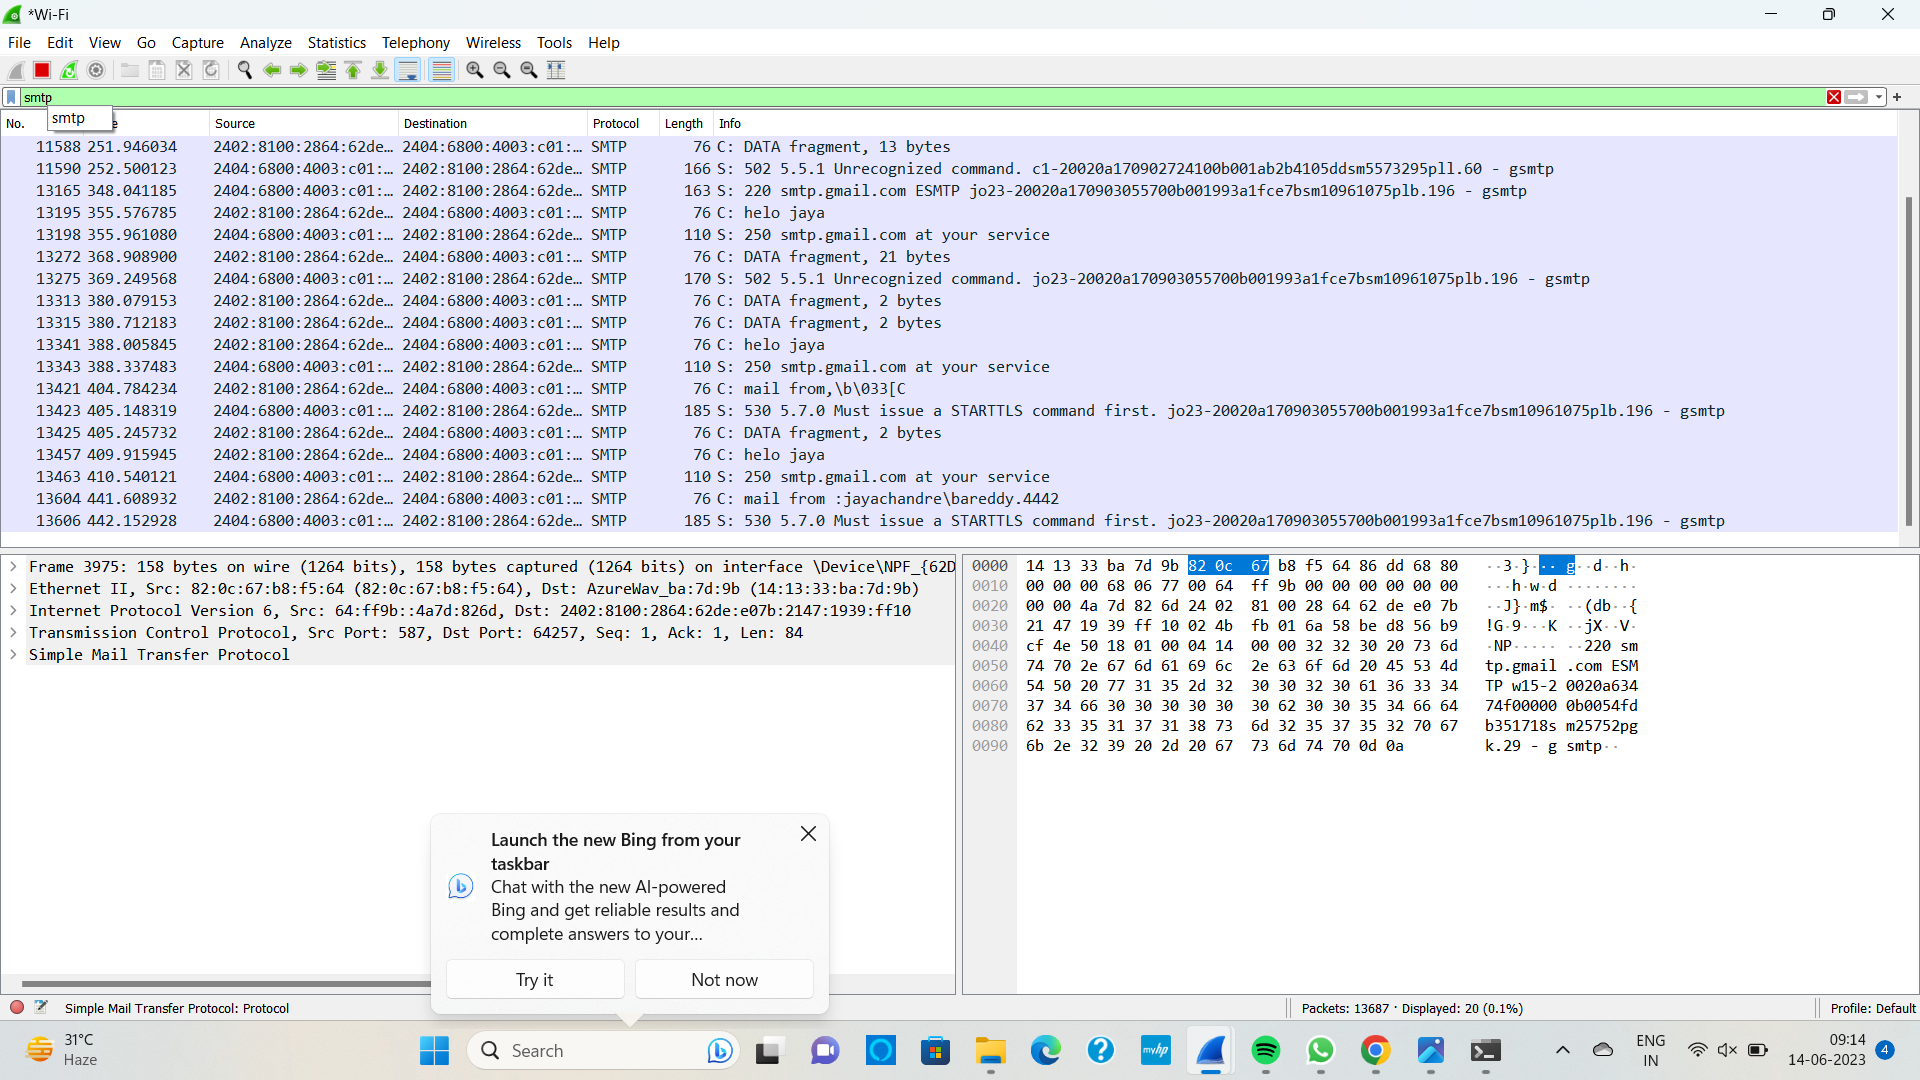 *Wi-Fi
File Edit View Go Capture Analyze Statistics Telephony Wireless Tools Help
smtp
smtp
No. Source Destination Protocol Length Info
11588 251.946034 2402:8100:2864:62de… 2404:6800:4003:c01:… SMTP 76 C: DATA fragment, 13 bytes
11590 252.500123 2404:6800:4003:c01:… 2402:8100:2864:62de… SMTP 166 S: 502 5.5.1 Unrecognized command. c1-20020a170902724100b001ab2b4105ddsm5573295pll.60 - gsmtp
13165 348.041185 2404:6800:4003:c01:… 2402:8100:2864:62de… SMTP 163 S: 220 smtp.gmail.com ESMTP jo23-20020a170903055700b001993a1fce7bsm10961075plb.196 - gsmtp
13195 355.576785 2402:8100:2864:62de… 2404:6800:4003:c01:… SMTP 76 C: helo jaya
13198 355.961080 2404:6800:4003:c01:… 2402:8100:2864:62de… SMTP 110 S: 250 smtp.gmail.com at your service
13272 368.908900 2402:8100:2864:62de… 2404:6800:4003:c01:… SMTP 76 C: DATA fragment, 21 bytes
13275 369.249568 2404:6800:4003:c01:… 2402:8100:2864:62de… SMTP 170 S: 502 5.5.1 Unrecognized command. jo23-20020a170903055700b001993a1fce7bsm10961075plb.196 - gsmtp
13313 380.079153 2402:8100:2864:62de… 2404:6800:4003:c01:… SMTP 76 C: DATA fragment, 2 bytes
13315 380.712183 2402:8100:2864:62de… 2404:6800:4003:c01:… SMTP 76 C: DATA fragment, 2 bytes
13341 388.005845 2402:8100:2864:62de… 2404:6800:4003:c01:… SMTP 76 C: helo jaya
13343 388.337483 2404:6800:4003:c01:… 2402:8100:2864:62de… SMTP 110 S: 250 smtp.gmail.com at your service
13421 404.784234 2402:8100:2864:62de… 2404:6800:4003:c01:… SMTP 76 C: mail from,\b\033[C
13423 405.148319 2404:6800:4003:c01:… 2402:8100:2864:62de… SMTP 185 S: 530 5.7.0 Must issue a STARTTLS command first. jo23-20020a170903055700b001993a1fce7bsm10961075plb.196 - gsmtp
13425 405.245732 2402:8100:2864:62de… 2404:6800:4003:c01:… SMTP 76 C: DATA fragment, 2 bytes
13457 409.915945 2402:8100:2864:62de… 2404:6800:4003:c01:… SMTP 76 C: helo jaya
13463 410.540121 2404:6800:4003:c01:… 2402:8100:2864:62de… SMTP 110 S: 250 smtp.gmail.com at your service
13604 441.608932 2402:8100:2864:62de… 2404:6800:4003:c01:… SMTP 76 C: mail from :jayachandre\bareddy.4442
13606 442.152928 2404:6800:4003:c01:… 2402:8100:2864:62de… SMTP 185 S: 530 5.7.0 Must issue a STARTTLS command first. jo23-20020a170903055700b001993a1fce7bsm10961075plb.196 - gsmtp
Frame 3975: 158 bytes on wire (1264 bits), 158 bytes captured (1264 bits) on interface \Device\NPF_{62D
Ethernet II, Src: 82:0c:67:b8:f5:64 (82:0c:67:b8:f5:64), Dst: AzureWav_ba:7d:9b (14:13:33:ba:7d:9b)
Internet Protocol Version 6, Src: 64:ff9b::4a7d:826d, Dst: 2402:8100:2864:62de:e07b:2147:1939:ff10
Transmission Control Protocol, Src Port: 587, Dst Port: 64257, Seq: 1, Ack: 1, Len: 84
Simple Mail Transfer Protocol
0000 14 13 33 ba 7d 9b 82 0c 67 b8 f5 64 86 dd 68 80 ··3·}··· g··d··h·
0010 00 00 00 68 06 77 00 64 ff 9b 00 00 00 00 00 00 ···h·w·d ········
0020 00 00 4a 7d 82 6d 24 02 81 00 28 64 62 de e0 7b ··J}·m$· ··(db··{
0030 21 47 19 39 ff 10 02 4b fb 01 6a 58 be d8 56 b9 !G·9···K ··jX··V·
0040 cf 4e 50 18 01 00 04 14 00 00 32 32 30 20 73 6d ·NP····· ··220 sm
0050 74 70 2e 67 6d 61 69 6c 2e 63 6f 6d 20 45 53 4d tp.gmail .com ESM
0060 54 50 20 77 31 35 2d 32 30 30 32 30 61 36 33 34 TP w15-2 0020a634
0070 37 34 66 30 30 30 30 30 30 62 30 30 35 34 66 64 74f00000 0b0054fd
0080 62 33 35 31 37 31 38 73 6d 32 35 37 35 32 70 67 b351718s m25752pg
0090 6b 2e 32 39 20 2d 20 67 73 6d 74 70 0d 0a k.29 - g smtp··
Launch the new Bing from your
taskbar
Chat with the new AI-powered
Bing and get reliable results and
complete answers to your...
Try it Not now
Simple Mail Transfer Protocol: Protocol Packets: 13687 · Displayed: 20 (0.1%) Profile: Default
31°C
Haze
Search
myhp
ENG
IN
09:14
14-06-2023
4